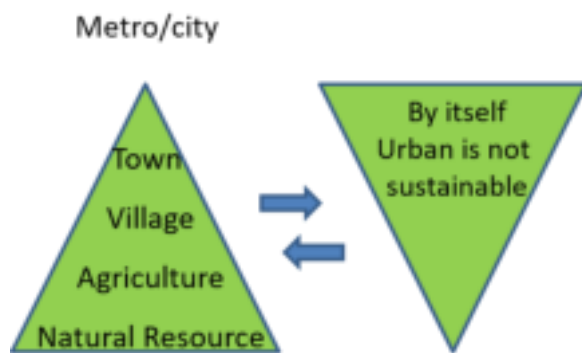 Metro/city
Town
Village
Agriculture
Natural Resource
By itself
Urban is not
sustainable